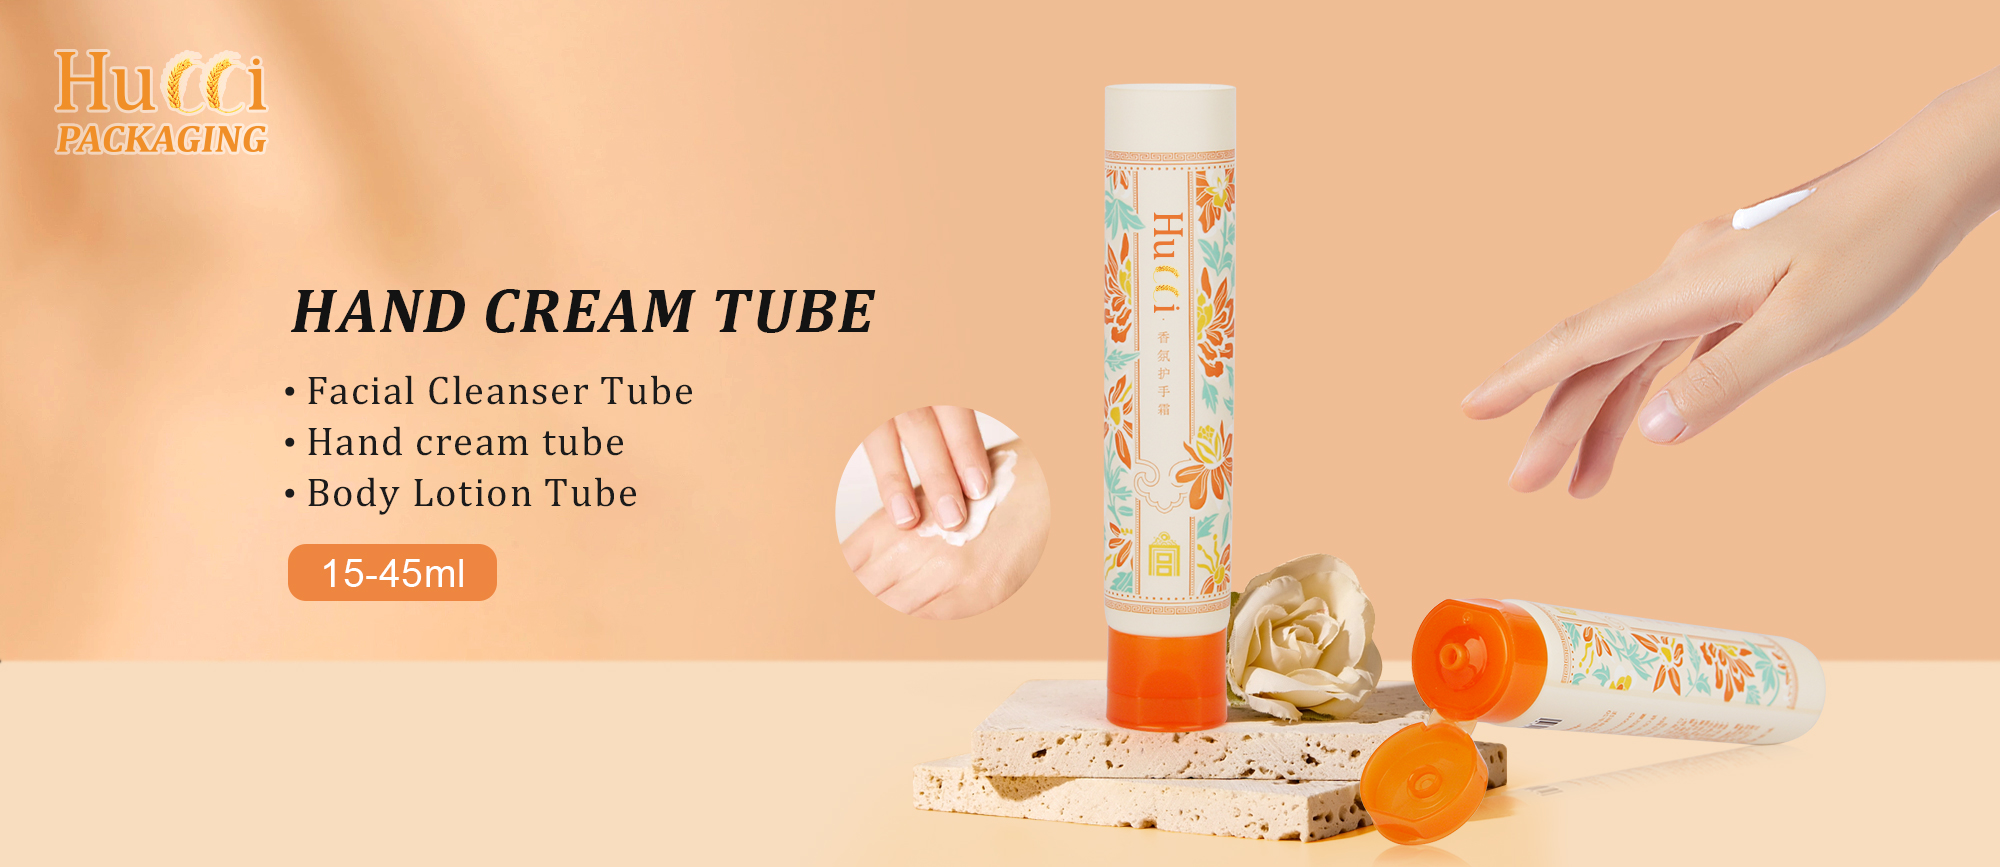 Hucci
PACKAGING
HAND CREAM TUBE
• Facial Cleanser Tube
• Hand cream tube
• Body Lotion Tube
15-45ml
Hucci·香氛护手霜